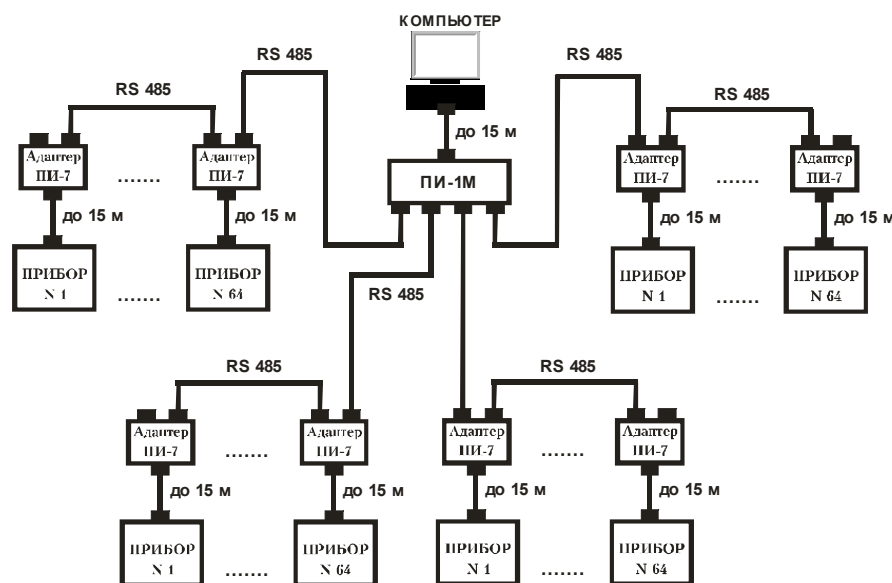 КОМПЬЮТЕР
RS 485
RS 485
RS 485
RS 485
до 15 м
Адаптер
ПИ-7
.......
Адаптер
ПИ-7
ПИ-1М
Адаптер
ПИ-7
.......
Адаптер
ПИ-7
до 15 м
до 15 м
до 15 м
до 15 м
ПРИБОР
N 1
.......
ПРИБОР
N 64
ПРИБОР
N 1
.......
ПРИБОР
N 64
RS 485
RS 485
RS 485
Адаптер
ПИ-7
.......
Адаптер
ПИ-7
Адаптер
ПИ-7
.......
Адаптер
ПИ-7
до 15 м
до 15 м
до 15 м
до 15 м
ПРИБОР
N 1
.......
ПРИБОР
N 64
ПРИБОР
N 1
.......
ПРИБОР
N 64